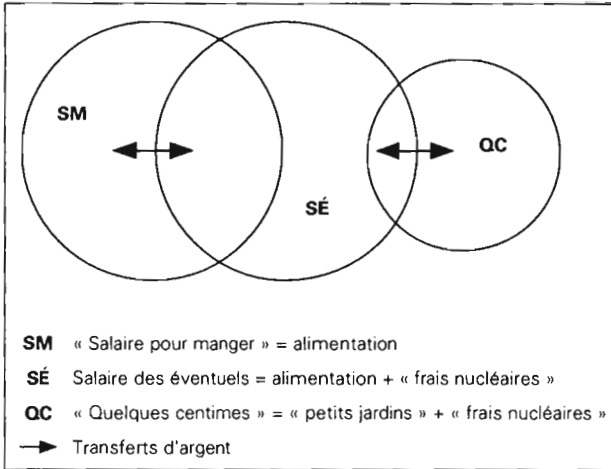 SM
SÉ
QC
SM « Salaire pour manger » = alimentation
SÉ Salaire des éventuels = alimentation + « frais nucléaires »
QC « Quelques centimes » = « petits jardins » + « frais nucléaires »
Transferts d'argent